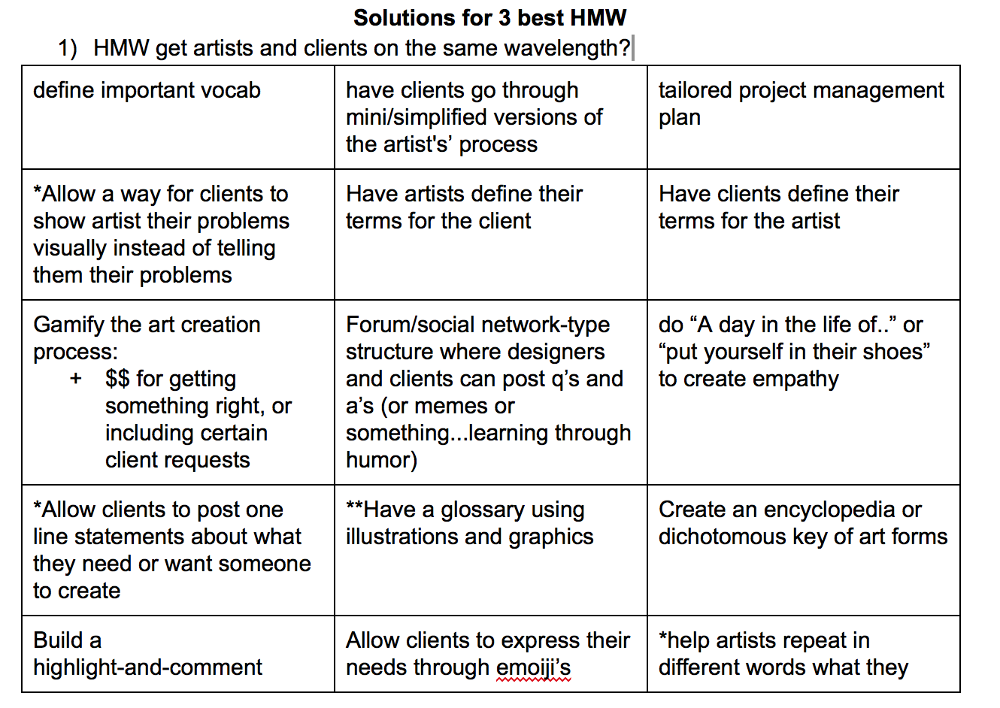 Solutions for 3 best HMW
1) HMW get artists and clients on the same wavelength?
define important vocab
have clients go through
mini/simplified versions of
the artist's’ process
tailored project management
plan
*Allow a way for clients to
show artist their problems
visually instead of telling
them their problems
Have artists define their
terms for the client
Have clients define their
terms for the artist
Gamify the art creation
process:
+ $$ for getting
something right, or
including certain
client requests
Forum/social network-type
structure where designers
and clients can post q’s and
a’s (or memes or
something...learning through
humor)
do “A day in the life of..” or
“put yourself in their shoes”
to create empathy
*Allow clients to post one
line statements about what
they need or want someone
to create
**Have a glossary using
illustrations and graphics
Create an encyclopedia or
dichotomous key of art forms
Build a
highlight-and-comment
Allow clients to express their
needs through emoiji’s
*help artists repeat in
different words what they